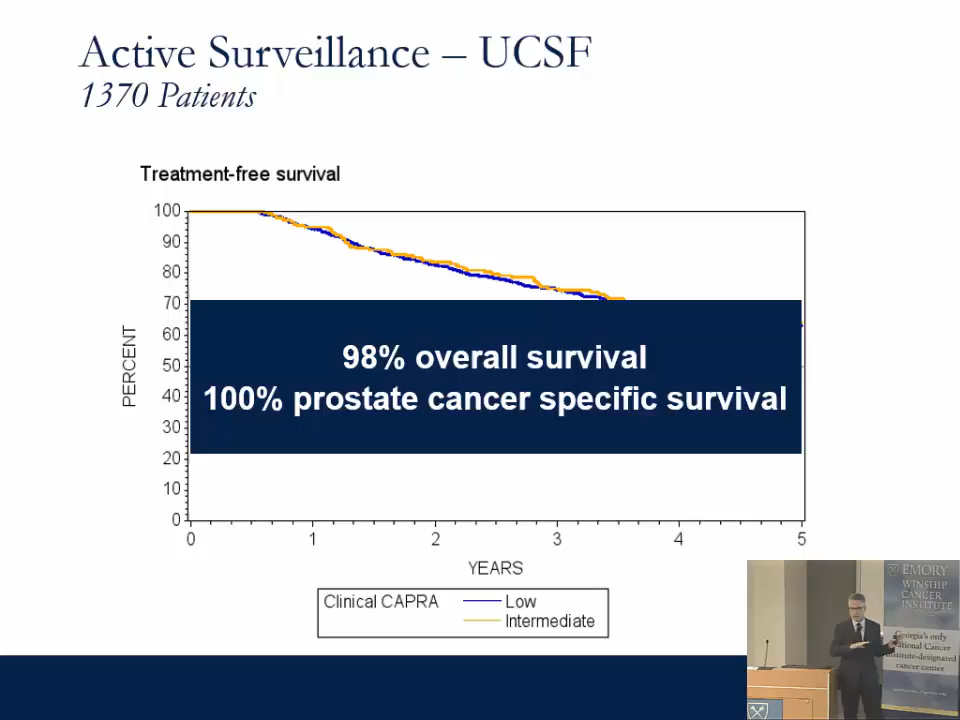 Active Surveillance – UCSF
1370 Patients
Treatment-free survival
100
90
80
70
60
50
40
30
20
10
0
PERCENT
98% overall survival
100% prostate cancer specific survival
0 1 2 3 4 5
YEARS
Clinical CAPRA
Low
Intermediate
EMORY
WINSHIP
CANCER
INSTITUTE
Georgia's only
National Cancer
Institute-designated
cancer center